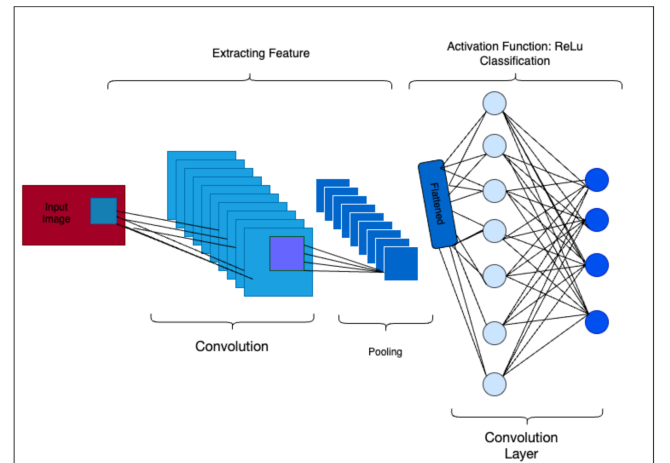 Extracting Feature
Activation Function: ReLu
Classification
Input
image
Flattened
Convolution
Pooling
Convolution
Layer